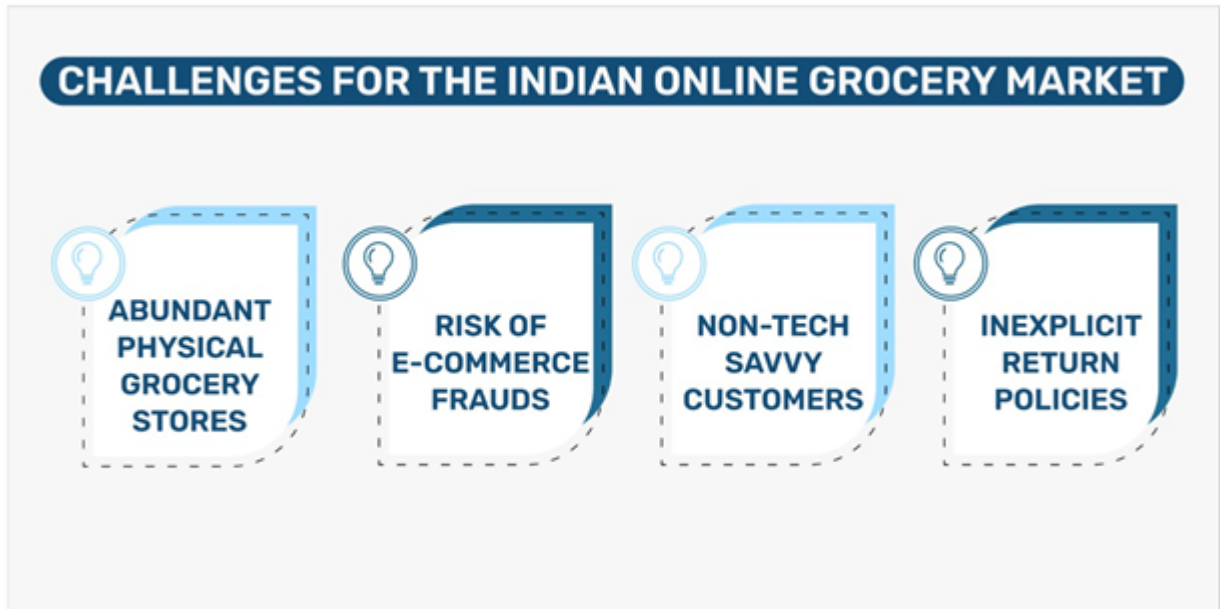 CHALLENGES FOR THE INDIAN ONLINE GROCERY MARKET
ABUNDANT
PHYSICAL
GROCERY
STORES
RISK OF
E-COMMERCE
FRAUDS
NON-TECH
SAVVY
CUSTOMERS
INEXPLICIT
RETURN
POLICIES